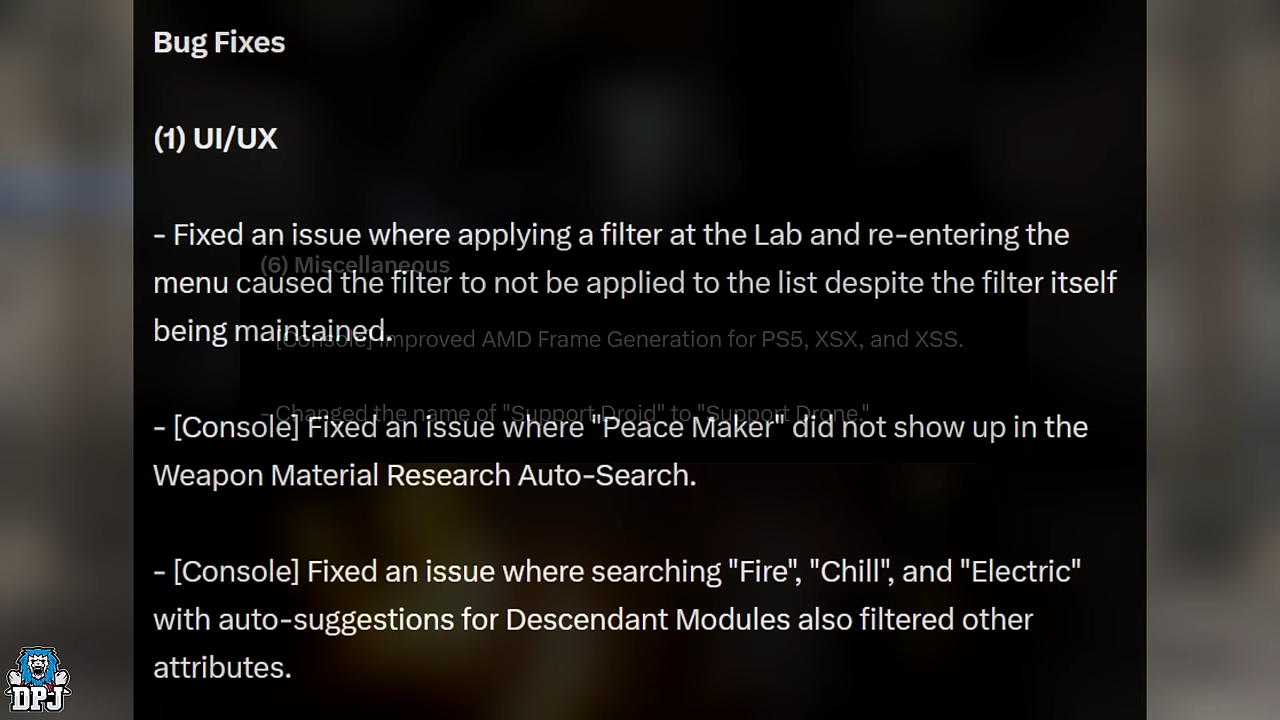 Bug Fixes
(1) UI/UX
- Fixed an issue where applying a filter at the Lab and re-entering the
(6) Miscellaneous
menu caused the filter to not be applied to the list despite the filter itself
being maintained.
[Console] Improved AMD Frame Generation for PS5, XSX, and XSS.
- Changed the name of "Support Droid" to "Support Drone."
- [Console] Fixed an issue where "Peace Maker" did not show up in the
Weapon Material Research Auto-Search.
- [Console] Fixed an issue where searching "Fire", "Chill", and "Electric"
with auto-suggestions for Descendant Modules also filtered other
attributes.
DPJ